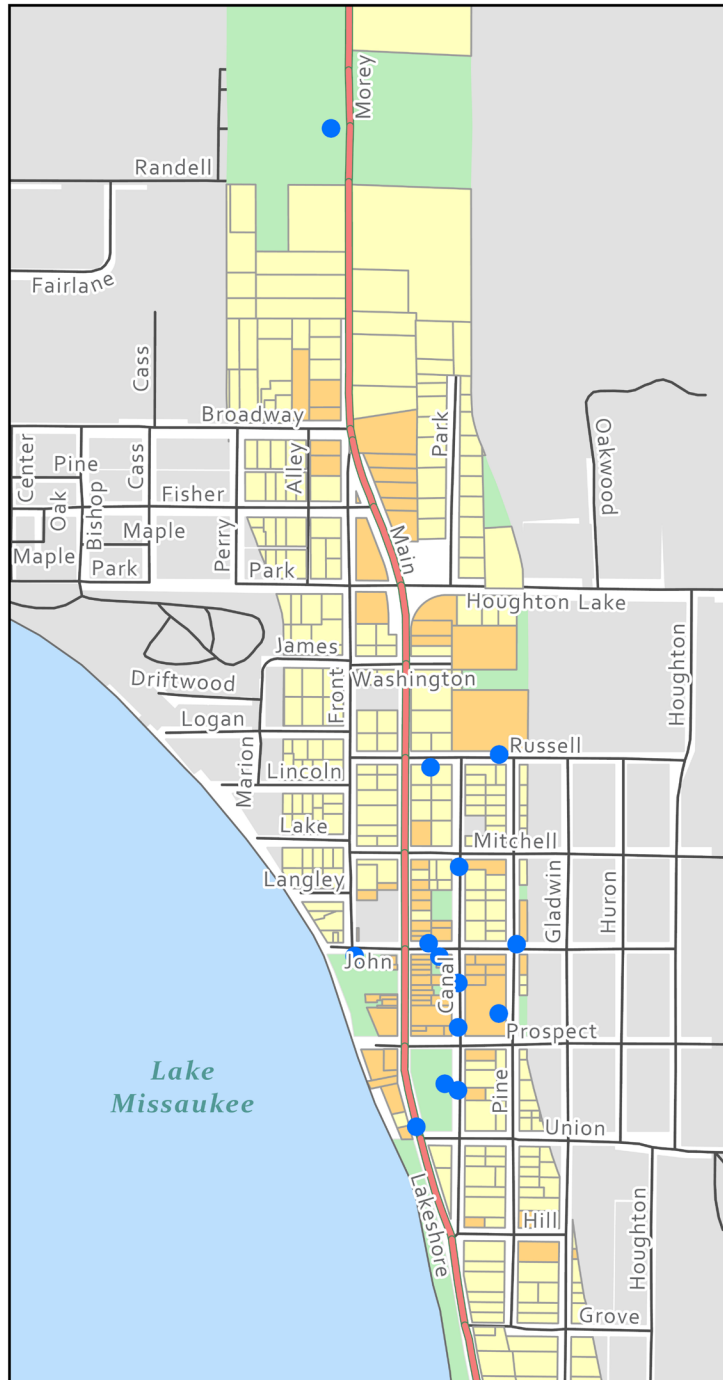 Morey
Randell
Fairlane
Cass
Broadway
Park
Oakwood
Center
Pine
Cass
Alley
Oak
Bishop
Fisher
Maple
Perry
Main
Maple
Park
Park
Houghton Lake
James
Washington
Driftwood
Front
Houghton
Logan
Russell
Marion
Lincoln
Lake
Mitchell
Langley
Gladwin
Huron
John
Canal
Prospect
Lake
Missaukee
Pine
Union
Lakeshore
Hill
Houghton
Grove